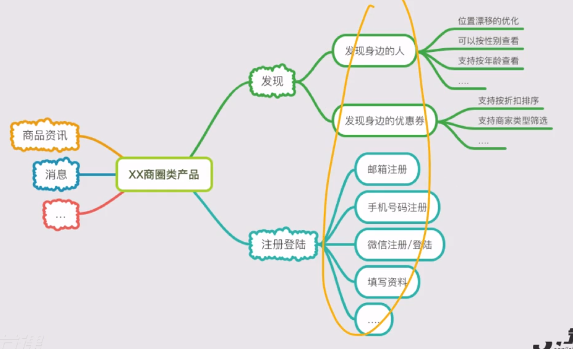 XX商圈类产品
商品资讯
消息
...
发现
发现身边的人
位置漂移的优化
可以按性别查看
支持按年龄查看
....
发现身边的优惠券
支持按折扣排序
支持商家类型筛选
....
注册登陆
邮箱注册
手机号码注册
微信注册/登陆
填写资料
....